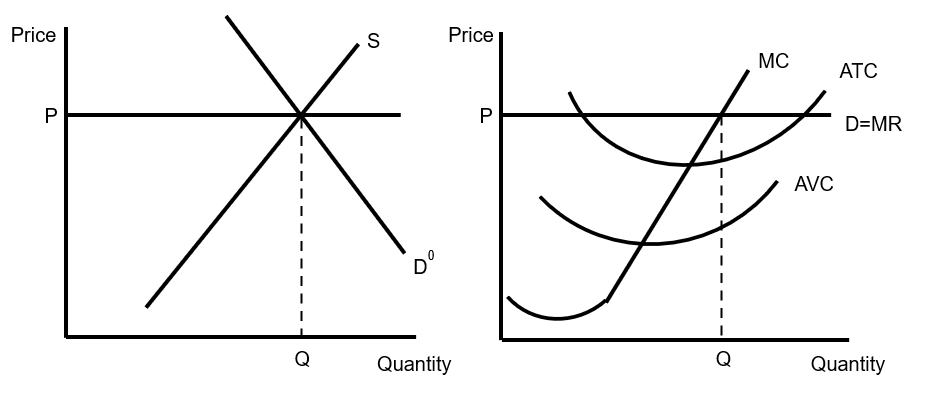 Price
S
P
D⁰
Q
Quantity
Price
MC
ATC
P
D=MR
AVC
Q
Quantity